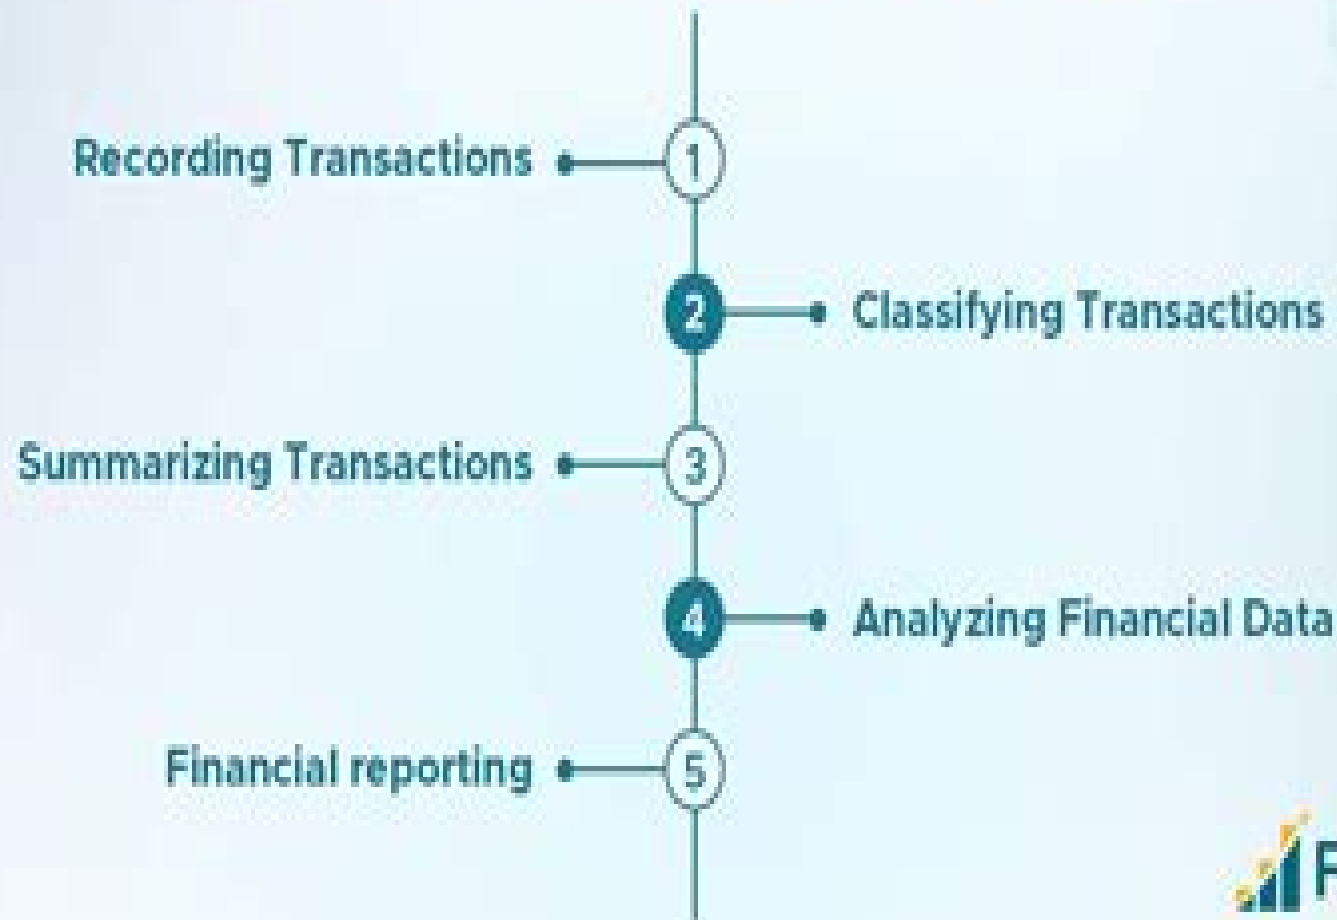 Recording Transactions
1
2
Classifying Transactions
Summarizing Transactions
3
4
Analyzing Financial Data
Financial reporting
5
F